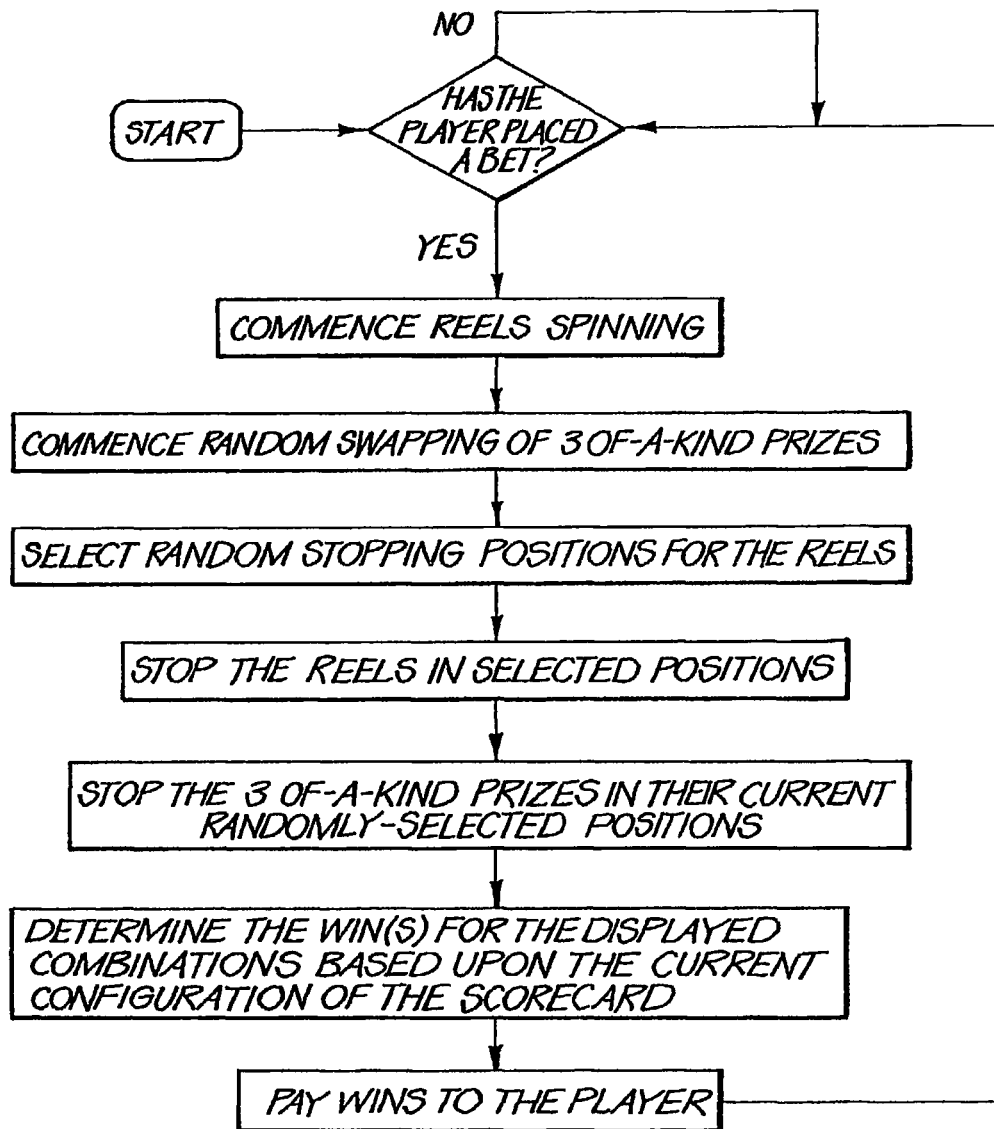 NO
START
HAS THE
PLAYER PLACED
A BET?
YES
COMMENCE REELS SPINNING
COMMENCE RANDOM SWAPPING OF 3 OF-A-KIND PRIZES
SELECT RANDOM STOPPING POSITIONS FOR THE REELS
STOP THE REELS IN SELECTED POSITIONS
STOP THE 3 OF-A-KIND PRIZES IN THEIR CURRENT
RANDOMLY-SELECTED POSITIONS
DETERMINE THE WIN(S) FOR THE DISPLAYED
COMBINATIONS BASED UPON THE CURRENT
CONFIGURATION OF THE SCORECARD
PAY WINS TO THE PLAYER